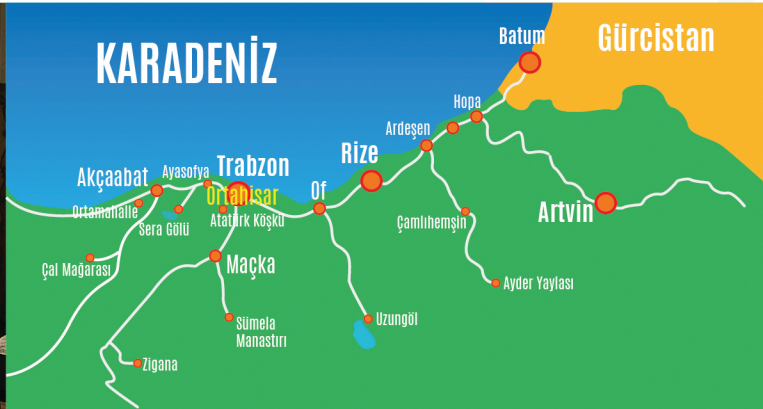 Batum
Gürcistan
KARADENİZ
Hopa
Ardeşen
Rize
Trabzon
Ayasofya
Akçaabat
Ortahisar
Of
Ortamahalle
Artvin
Atatürk Köşkü
Çamlıhemşin
Sera Gölü
Maçka
Çal Mağarası
Ayder Yaylası
Uzungöl
Sümela
Manastırı
Zigana